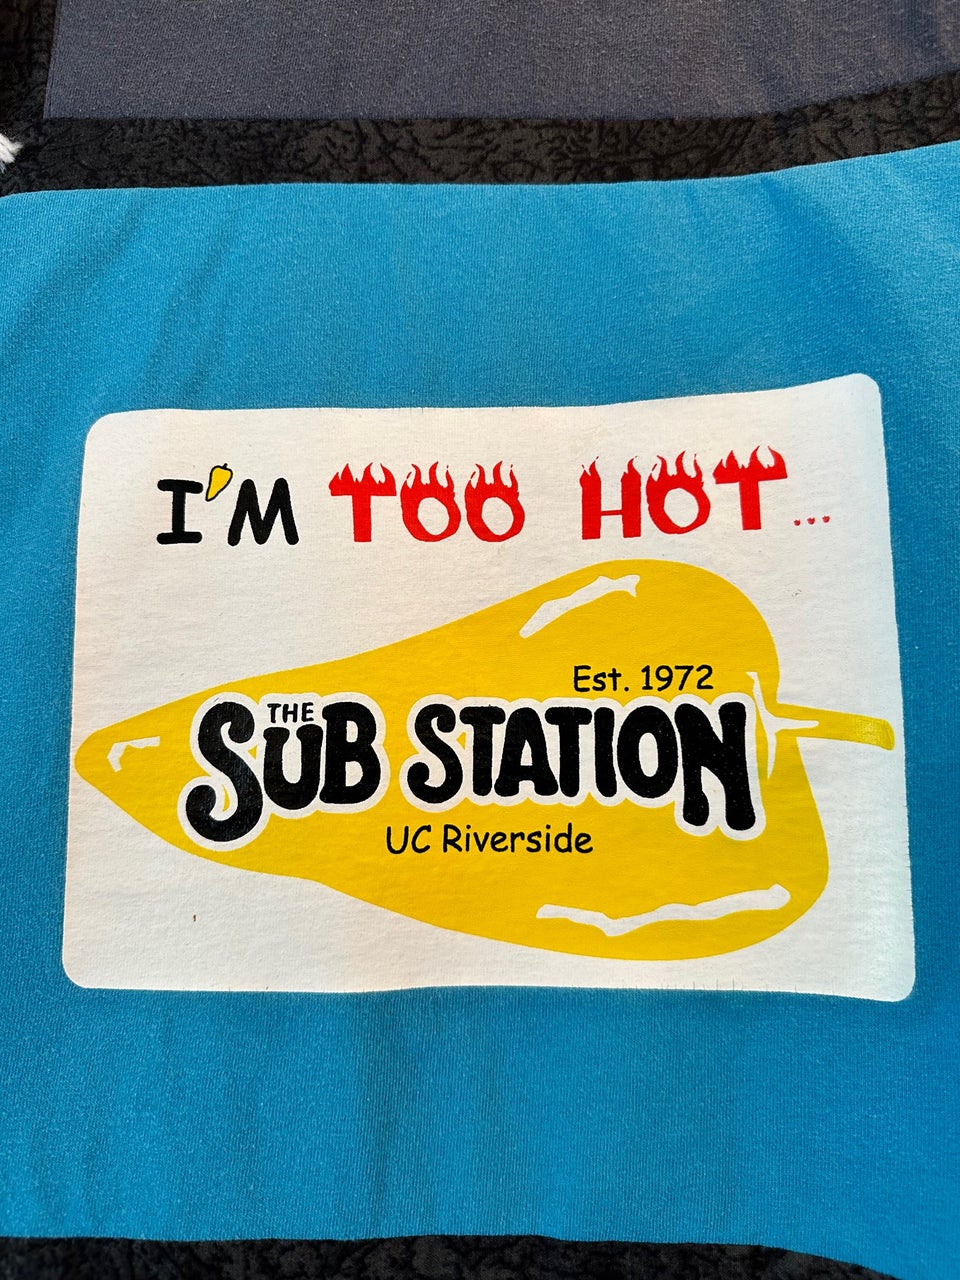 I'M TOO HOT...
Est. 1972
THE SUB STATION
UC Riverside